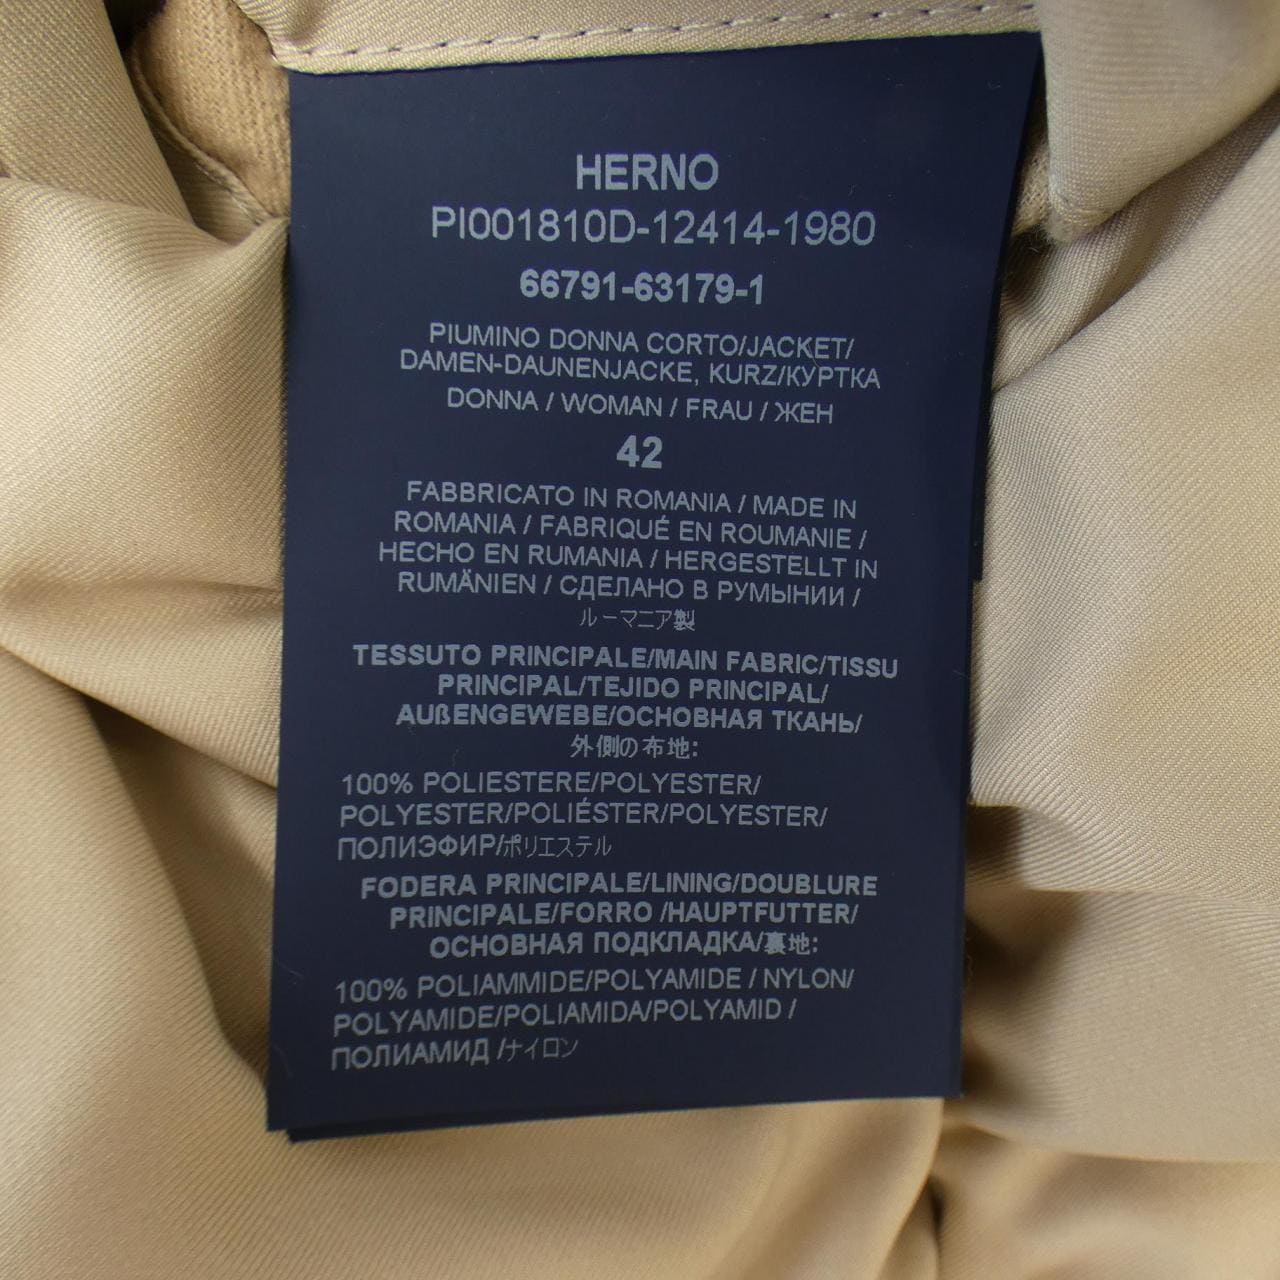 HERNO
PI001810D-12414-1980
66791-63179-1
PIUMINO DONNA CORTO/JACKET/
DAMEN-DAUNENJACKE, KURZ/КУРТКА
DONNA / WOMAN / FRAU / ЖЕН
42
FABBRICATO IN ROMANIA / MADE IN
ROMANIA / FABRIQUÉ EN ROUMANIE /
HECHO EN RUMANIA / HERGESTELLT IN
RUMÄNIEN / СДЕЛАНО В РУМЫНИИ /
ルーマニア製
TESSUTO PRINCIPALE/MAIN FABRIC/TISSU
PRINCIPAL/TEJIDO PRINCIPAL/
AUßENGEWEBE/ОСНОВНАЯ ТКАНЬ/
外側の布地:
100% POLIESTERE/POLYESTER/
POLYESTER/POLIÉSTER/POLYESTER/
ПОЛИЭФИР/ポリエステル
FODERA PRINCIPALE/LINING/DOUBLURE
PRINCIPALE/FORRO /HAUPTFUTTER/
ОСНОВНАЯ ПОДКЛАДКА/裏地:
100% POLIAMMIDE/POLYAMIDE / NYLON/
POLYAMIDE/POLIAMIDA/POLYAMID /
ПОЛИАМИД /ナイロン